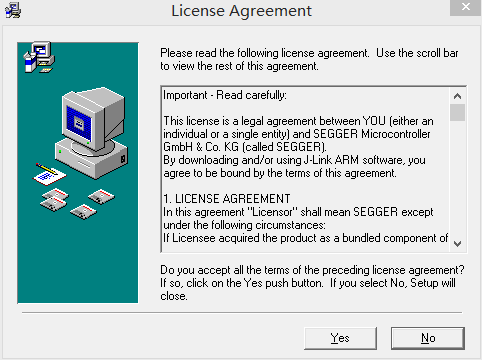 License Agreement
Please read the following license agreement. Use the scroll bar
to view the rest of this agreement.
Important - Read carefully:
This license is a legal agreement between YOU (either an
individual or a single entity) and SEGGER Microcontroller
GmbH & Co. KG (called SEGGER).
By downloading and/or using J-Link ARM software, you
agree to be bound by the terms of this agreement.
1. LICENSE AGREEMENT
In this agreement "Licensor" shall mean SEGGER except
under the following circumstances:
If Licensee acquired the product as a bundled component of
Do you accept all the terms of the preceding license agreement?
If so, click on the Yes push button. If you select No, Setup will
close.
Yes
No